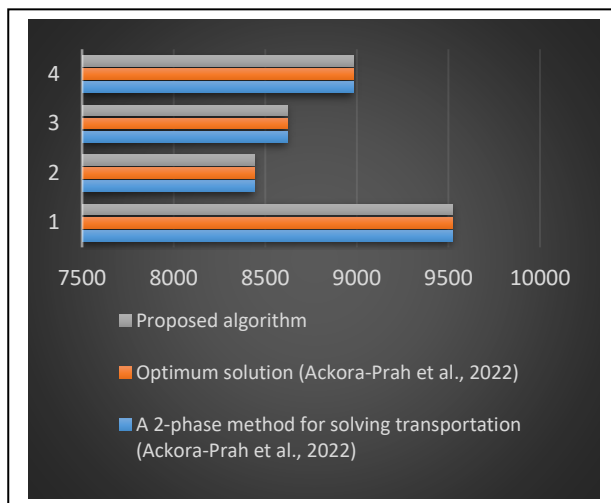 4
3
2
1
7500 8000 8500 9000 9500 10000
Proposed algorithm
Optimum solution (Ackora-Prah et al., 2022)
A 2-phase method for solving transportation
(Ackora-Prah et al., 2022)